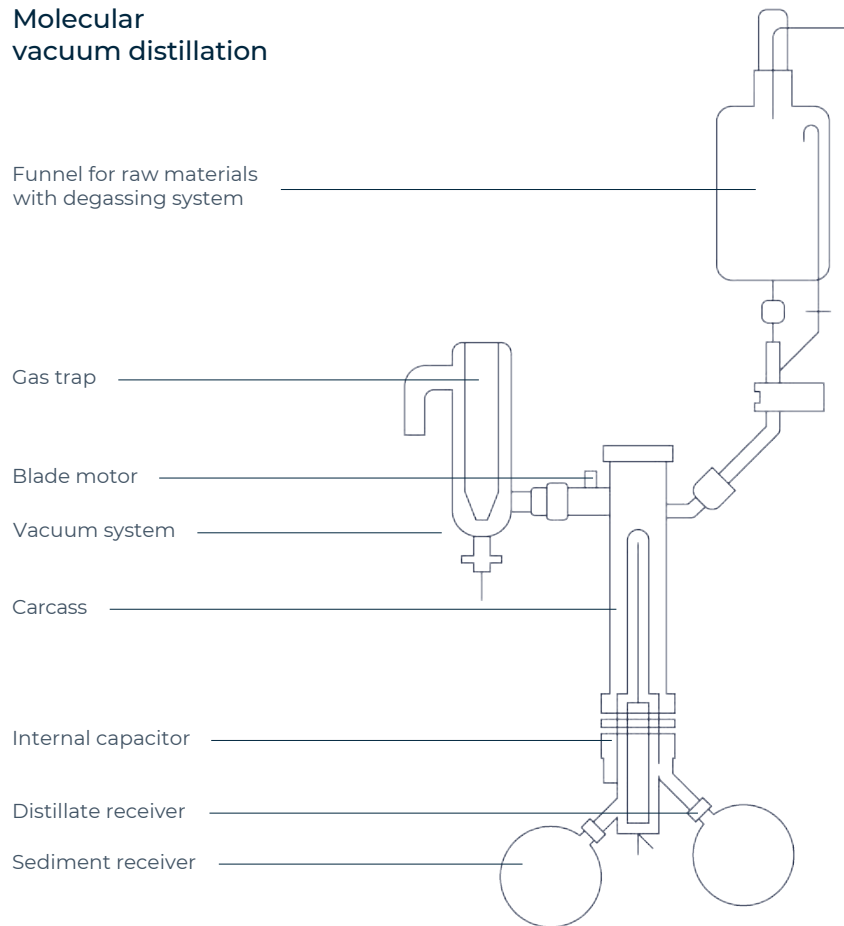 Molecular
vacuum distillation
Funnel for raw materials
with degassing system
Gas trap
Blade motor
Vacuum system
Carcass
Internal capacitor
Distillate receiver
Sediment receiver